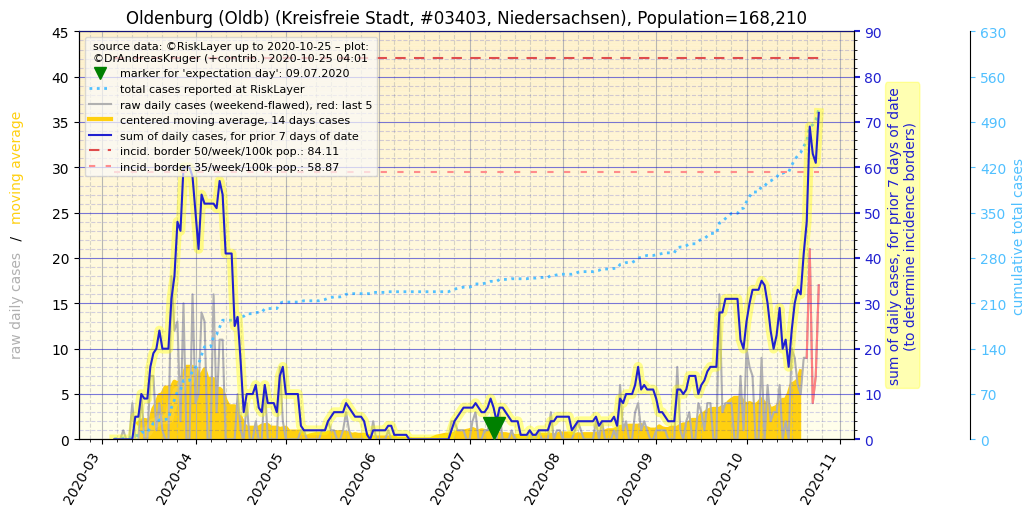 Oldenburg (Oldb) (Kreisfreie Stadt, #03403, Niedersachsen), Population=168,210
source data: ©RiskLayer up to 2020-10-25 – plot:
©DrAndreasKruger (+contrib.) 2020-10-25 04:01
marker for 'expectation day': 09.07.2020
total cases reported at RiskLayer
raw daily cases (weekend-flawed), red: last 5
centered moving average, 14 days cases
sum of daily cases, for prior 7 days of date
incid. border 50/week/100k pop.: 84.11
incid. border 35/week/100k pop.: 58.87
raw daily cases / moving average
45
40
35
30
25
20
15
10
5
0
90
80
70
60
50
40
30
20
10
0
sum of daily cases, for prior 7 days of date
(to determine, incidence borders)
630
560
490
420
350
280
210
140
70
0
cumulative total cases
2020-03
2020-04
2020-05
2020-06
2020-07
2020-08
2020-09
2020-10
2020-11